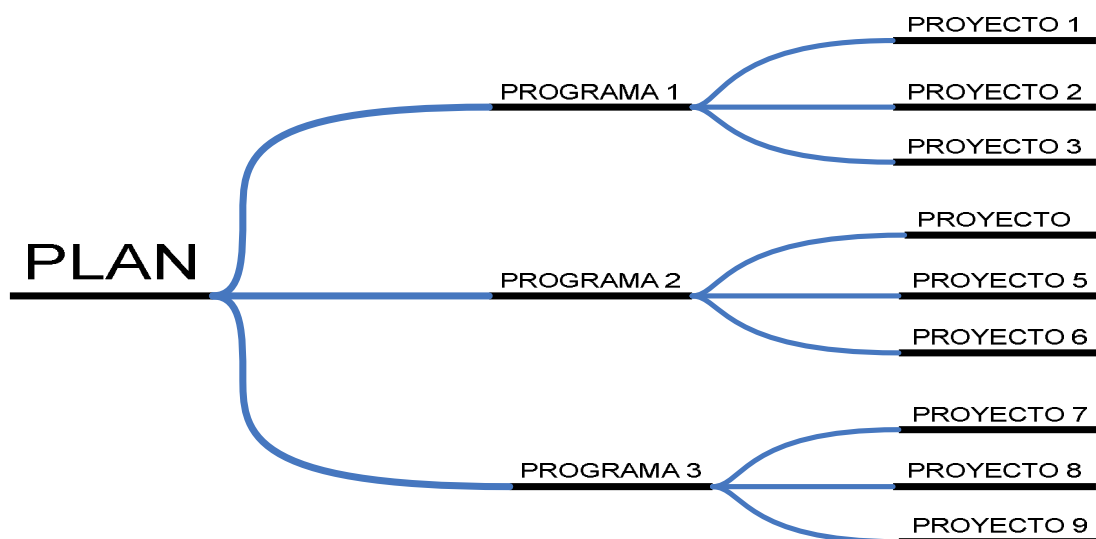 PLAN
PROGRAMA 1
PROYECTO 1
PROYECTO 2
PROYECTO 3
PROGRAMA 2
PROYECTO
PROYECTO 5
PROYECTO 6
PROGRAMA 3
PROYECTO 7
PROYECTO 8
PROYECTO 9